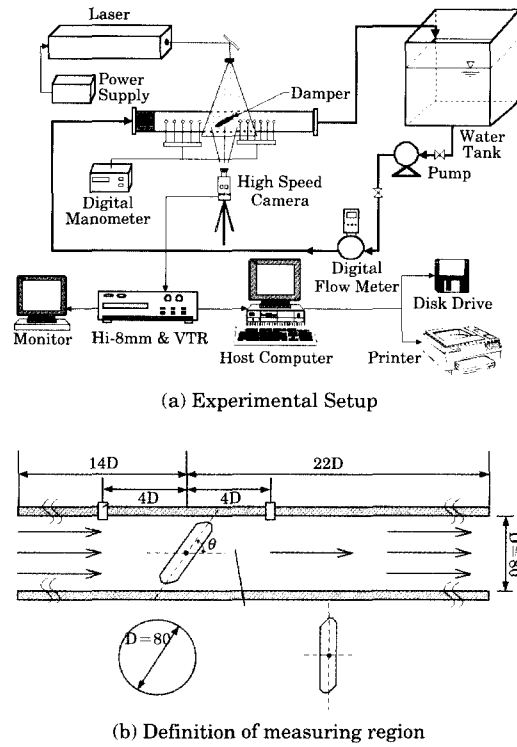 Laser
Power
Supply
Damper
Water
Tank
Pump
Digital
Manometer
High Speed
Camera
Digital
Flow Meter
Disk Drive
Monitor
Hi-8mm & VTR
Host Computer
Printer
(a) Experimental Setup
14D
22D
4D
4D
θ
D=80
D=80
(b) Definition of measuring region